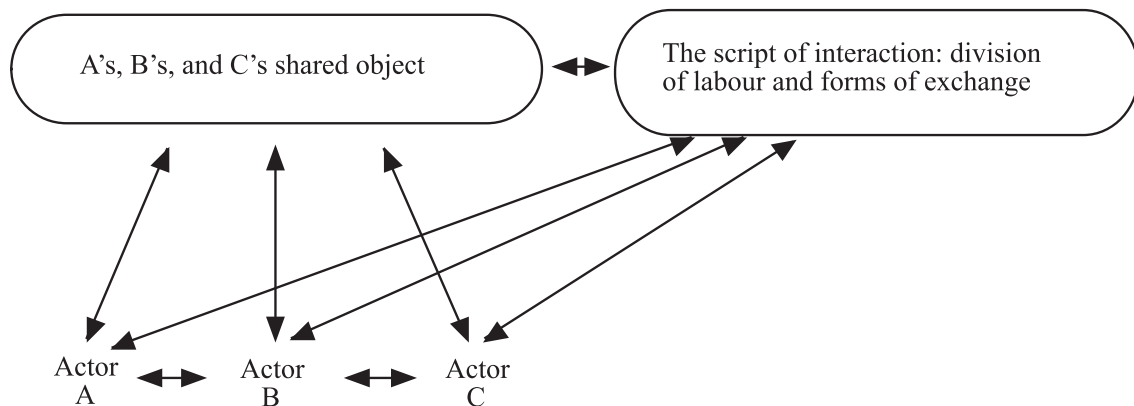 A's, B's, and C's shared object
The script of interaction: division
of labour and forms of exchange
Actor
A
Actor
B
Actor
C